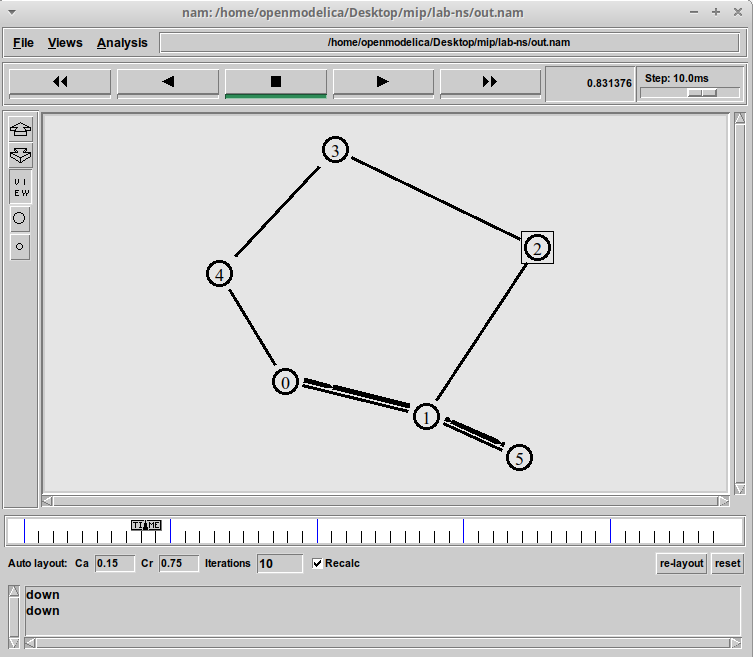 nam: /home/openmodelica/Desktop/mip/lab-ns/out.nam
File Views Analysis /home/openmodelica/Desktop/mip/lab-ns/out.nam
0.831376 Step: 10.0ms
V I
E W
3
2
4
0
1
5
TIME
Auto layout: Ca 0.15 Cr 0.75 Iterations 10 Recalc re-layout reset
down
down